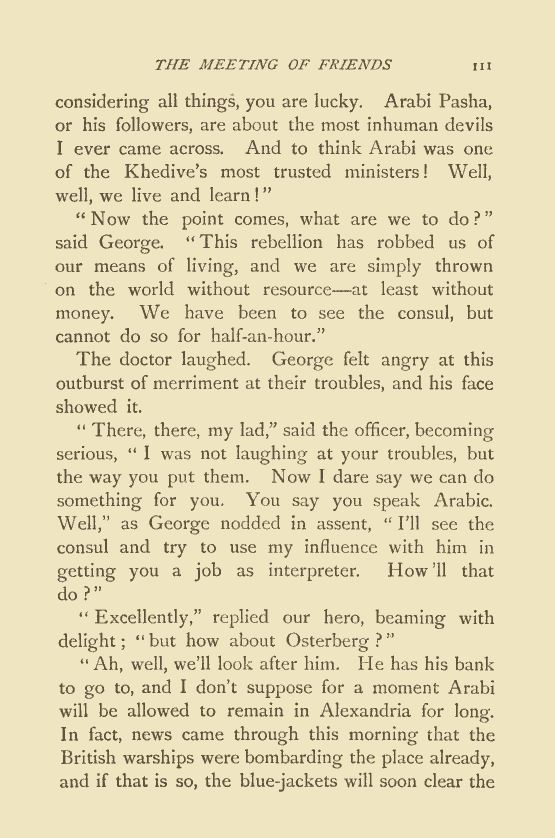 THE MEETING OF FRIENDS 111
considering all things, you are lucky. Arabi Pasha,
or his followers, are about the most inhuman devils
I ever came across. And to think Arabi was one
of the Khedive's most trusted ministers! Well,
well, we live and learn!"
"Now the point comes, what are we to do?"
said George. "This rebellion has robbed us of
our means of living, and we are simply thrown
on the world without resource—at least without
money. We have been to see the consul, but
cannot do so for half-an-hour."
The doctor laughed. George felt angry at this
outburst of merriment at their troubles, and his face
showed it.
"There, there, my lad," said the officer, becoming
serious, "I was not laughing at your troubles, but
the way you put them. Now I dare say we can do
something for you. You say you speak Arabic.
Well," as George nodded in assent, "I'll see the
consul and try to use my influence with him in
getting you a job as interpreter. How'll that
do?"
"Excellently," replied our hero, beaming with
delight; "but how about Osterberg?"
"Ah, well, we'll look after him. He has his bank
to go to, and I don't suppose for a moment Arabi
will be allowed to remain in Alexandria for long.
In fact, news came through this morning that the
British warships were bombarding the place already,
and if that is so, the blue-jackets will soon clear the